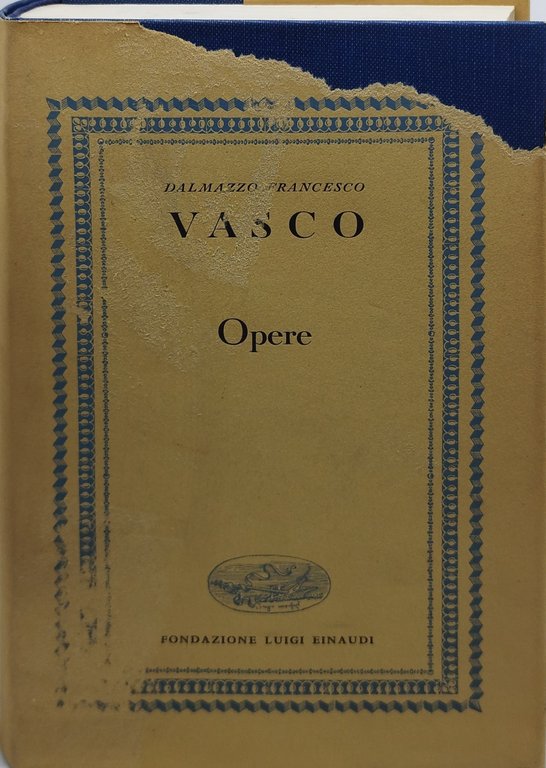 DALMAZZO FRANCESCO
VASCO
Opere
FONDAZIONE LUIGI EINAUDI